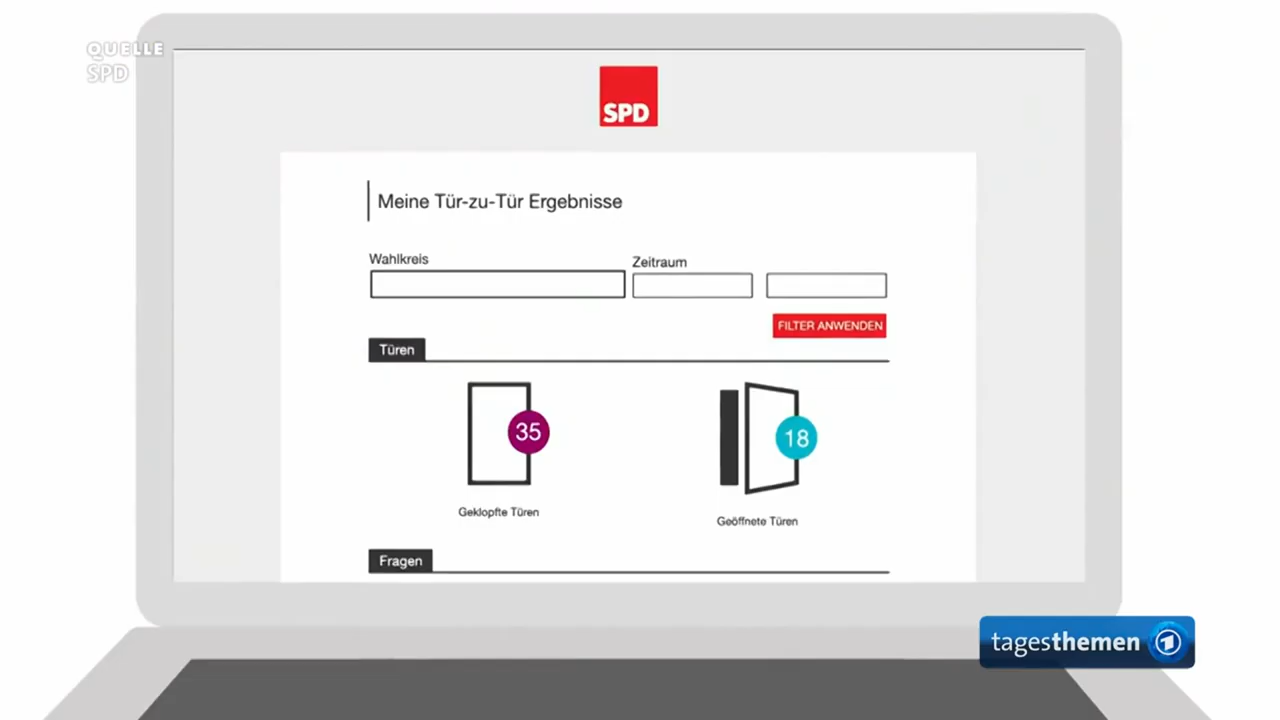 QUELLE
SPD
SPD
Meine Tür-zu-Tür Ergebnisse
Wahlkreis
Zeitraum
FILTER ANWENDEN
Türen
35
18
Geklopfte Türen
Geöffnete Türen
Fragen
tagesthemen 1